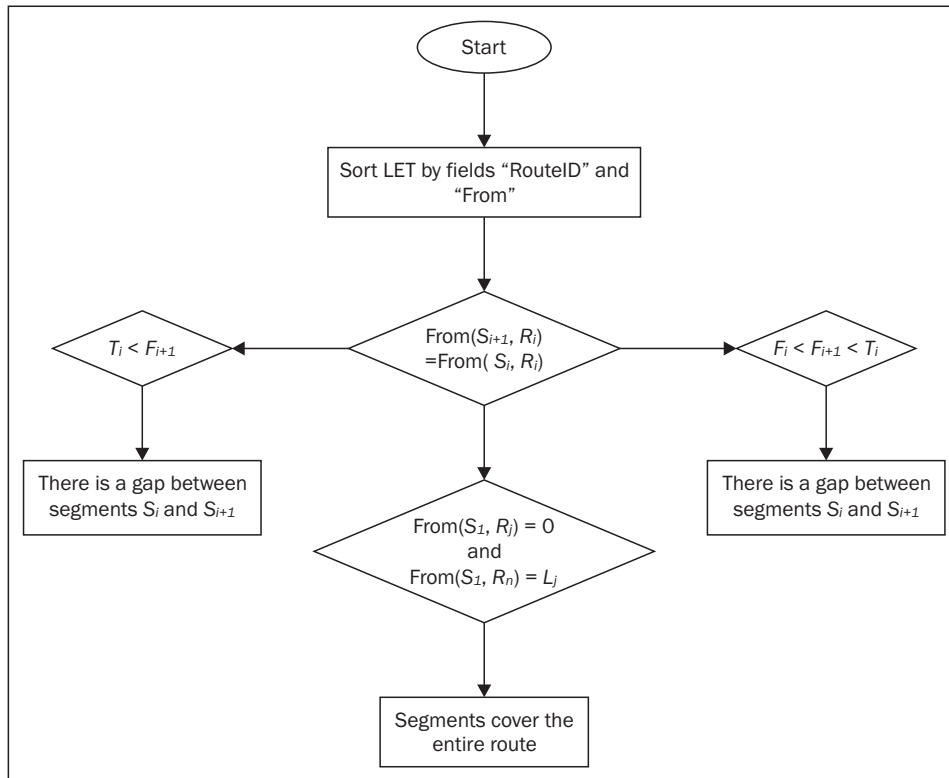 Start
Sort LET by fields “RouteID” and
“From”
From(Si+1, Ri)
=From( Si, Ri)
Ti < Fi+1
Fi < Fi+1 < Ti
There is a gap between
segments Si and Si+1
There is a gap between
segments Si and Si+1
From(S1, Rj) = 0
and
From(S1, Rn) = Lj
Segments cover the
entire route